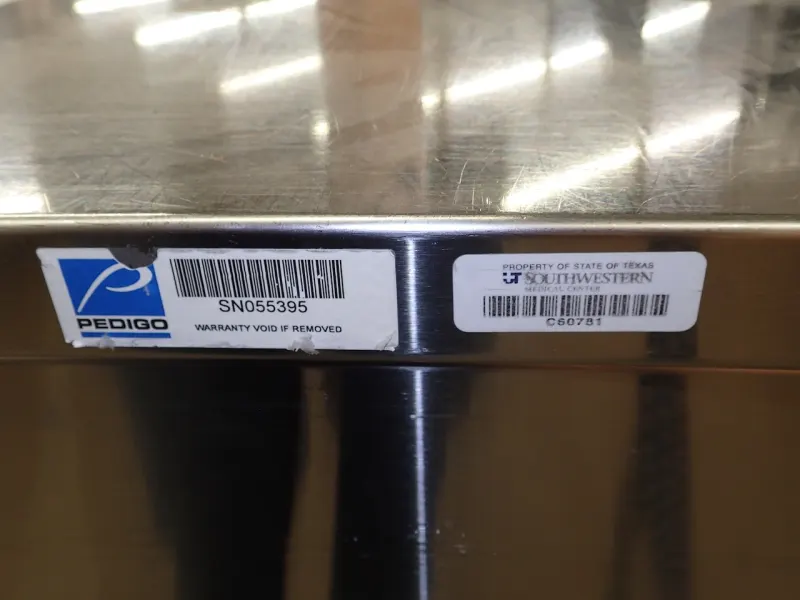 PEDIGO
SN055395
WARRANTY VOID IF REMOVED
PROPERTY OF STATE OF TEXAS
UT SOUTHWESTERN
MEDICAL CENTER
C60781